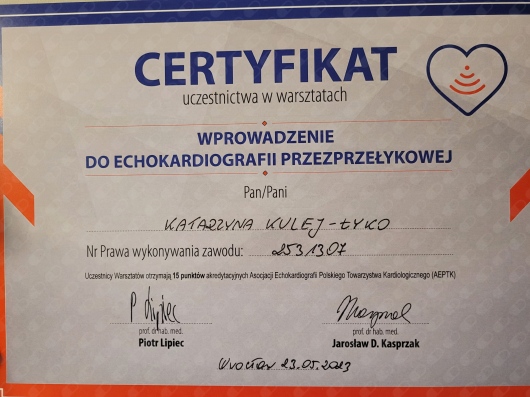 CERTYFIKAT
uczestnictwa w warsztatach
WPROWADZENIE
DO ECHOKARDIOGRAFII PRZEZPRZEŁYKOWEJ
Pan/Pani
KATARZYNA KULEJ-ŁYKO
Nr Prawa wykonywania zawodu: 2531307
Uczestnicy Warsztatów otrzymają 15 punktów akredytacyjnych Asocjacji Echokardiografii Polskiego Towarzystwa Kardiologicznego (AEPTK)
P Lipiec
prof. dr hab. med. prof. dr hab. med.
Piotr Lipiec Jarosław D. Kasprzak
Wrocław 23.05.2023